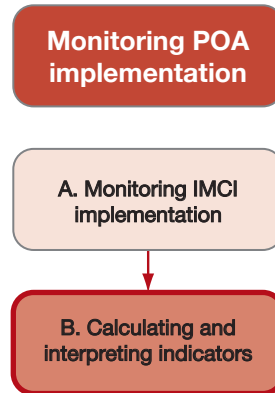 Monitoring POA
implementation
A. Monitoring IMCI
implementation
B. Calculating and
interpreting indicators